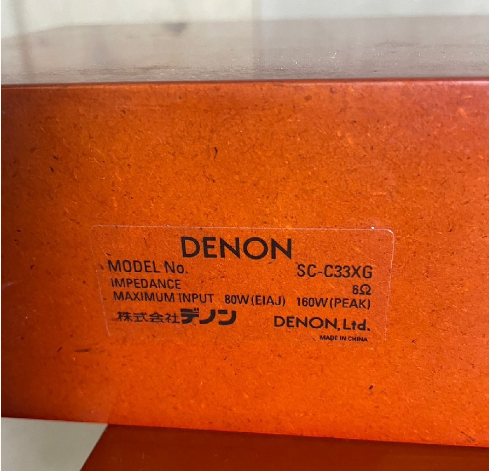 DENON
MODEL No. SC-C33XG
IMPEDANCE 6Ω
MAXIMUM INPUT 80W(EIAJ) 160W(PEAK)
株式会社デノン DENON, Ltd.
MADE IN CHINA